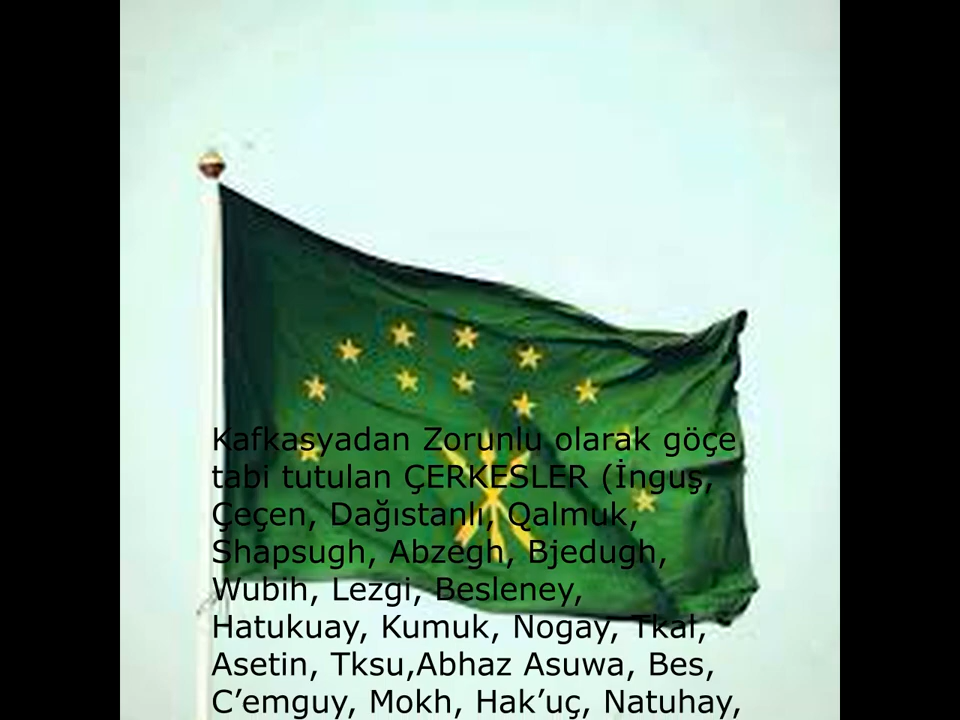 Kafkasyadan Zorunlu olarak göçe
tabi tutulan ÇERKESLER (İnguş,
Çeçen, Dağıstanlı, Qalmuk,
Shapsugh, Abzegh, Bjedugh,
Wubih, Lezgi, Besleney,
Hatukuay, Kumuk, Nogay, Tkal,
Asetin, Tksu,Abhaz Asuwa, Bes,
C’emguy, Mokh, Hak’uç, Natuhay,